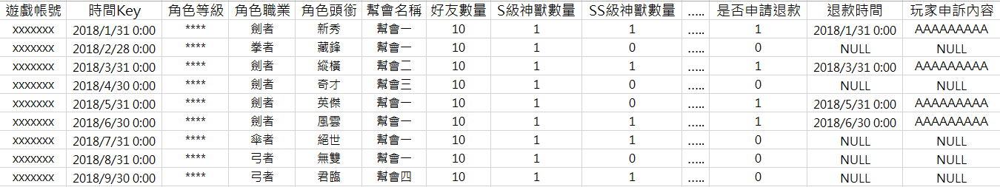 遊戲帳號 時間Key 角色等級 角色職業 角色頭銜 幫會名稱 好友數量 S級神獸數量 SS級神獸數量 ..... 是否申請退款 退款時間 玩家申訴內容
xxxxxxx 2018/1/31 0:00 **** 劍者 新秀 幫會一 10 1 1 ..... 1 2018/1/31 0:00 AAAAAAAAA
xxxxxxx 2018/2/28 0:00 **** 拳者 藏鋒 幫會一 10 1 0 ..... 0 NULL NULL
xxxxxxx 2018/3/31 0:00 **** 劍者 縱橫 幫會二 10 1 1 ..... 1 2018/3/31 0:00 AAAAAAAAA
xxxxxxx 2018/4/30 0:00 **** 劍者 奇才 幫會三 10 1 0 ..... 0 NULL NULL
xxxxxxx 2018/5/31 0:00 **** 劍者 英傑 幫會一 10 1 0 ..... 1 2018/5/31 0:00 AAAAAAAAA
xxxxxxx 2018/6/30 0:00 **** 劍者 風雲 幫會一 10 1 1 ..... 1 2018/6/30 0:00 AAAAAAAAA
xxxxxxx 2018/7/31 0:00 **** 傘者 絕世 幫會一 10 1 1 ..... 0 NULL NULL
xxxxxxx 2018/8/31 0:00 **** 弓者 無雙 幫會一 10 1 0 ..... 0 NULL NULL
xxxxxxx 2018/9/30 0:00 **** 弓者 君臨 幫會四 10 1 1 ..... 0 NULL NULL